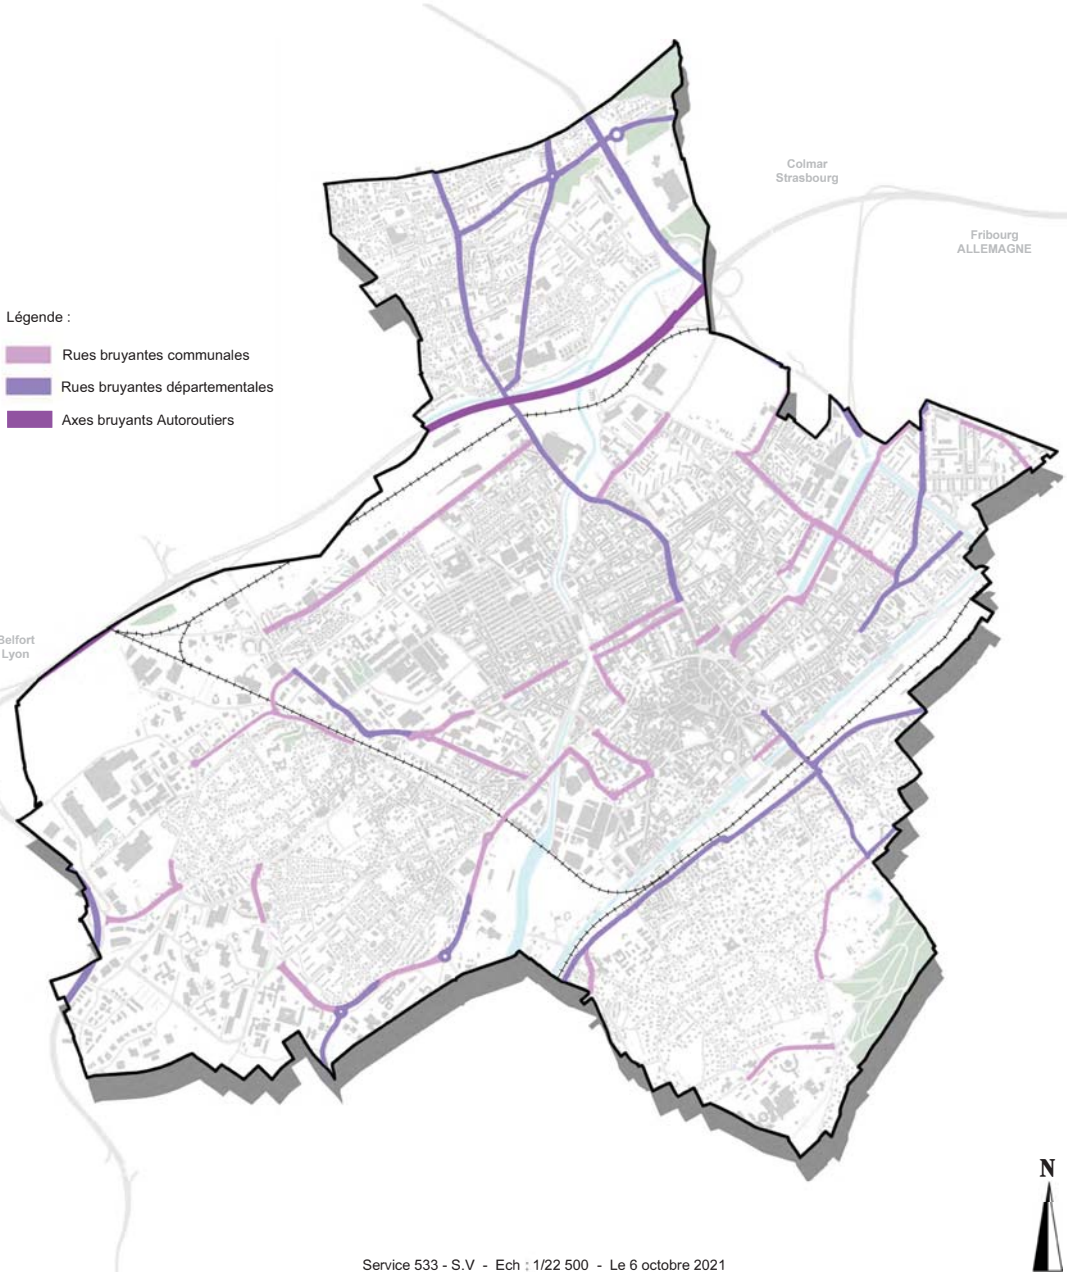 Colmar
Strasbourg
Fribourg
ALLEMAGNE
Légende :
Rues bruyantes communales
Rues bruyantes départementales
Axes bruyants Autoroutiers
Belfort
Lyon
N
Service 533 - S.V - Ech : 1/22 500 - Le 6 octobre 2021